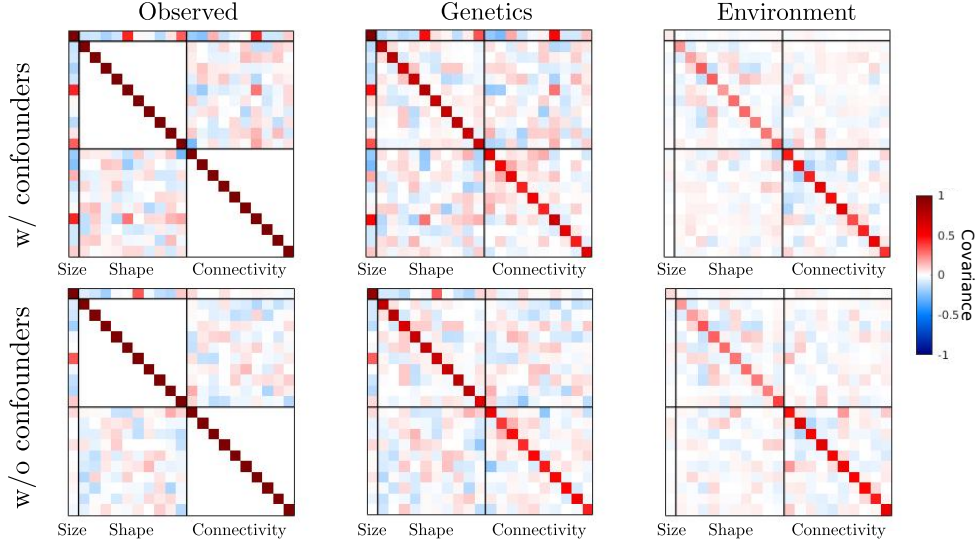 Observed Genetics Environment
w/ confounders
Size Shape Connectivity Size Shape Connectivity Size Shape Connectivity
1
0.5
0
-0.5
-1
Covariance
w/o confounders
Size Shape Connectivity Size Shape Connectivity Size Shape Connectivity